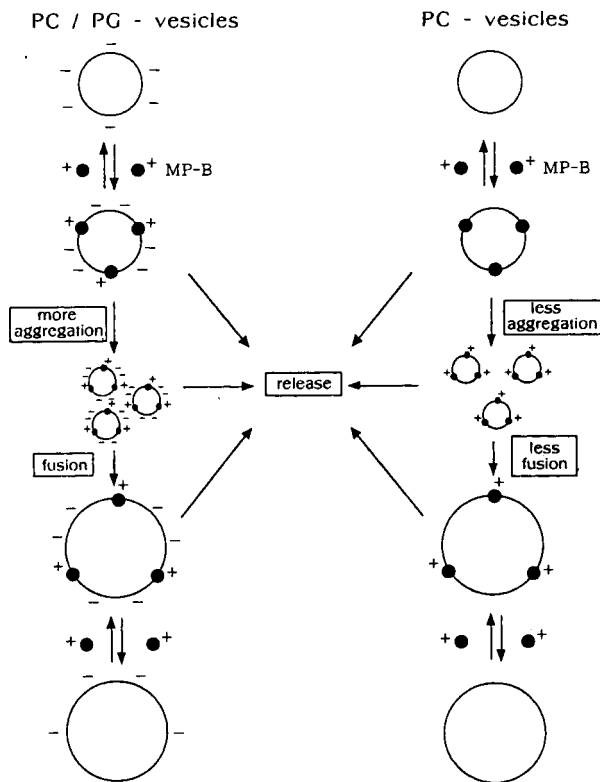 PC / PG - vesicles
PC - vesicles
MP-B
MP-B
more
aggregation
less
aggregation
release
fusion
less
fusion